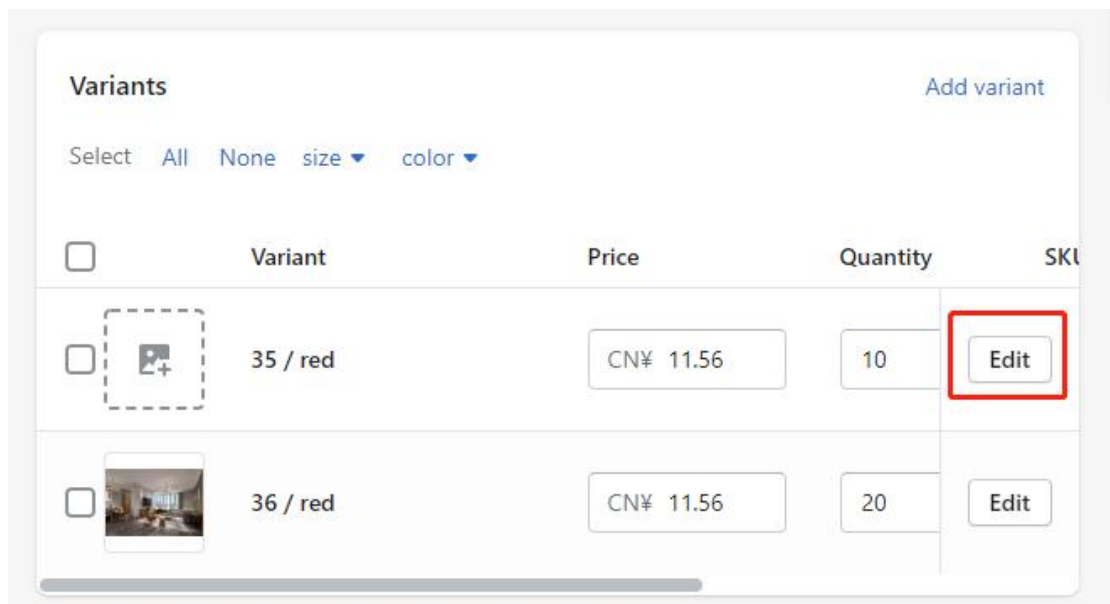 Variants Add variant
Select All None size color
Variant Price Quantity SKU
35 / red CN¥ 11.56 10 Edit
36 / red CN¥ 11.56 20 Edit